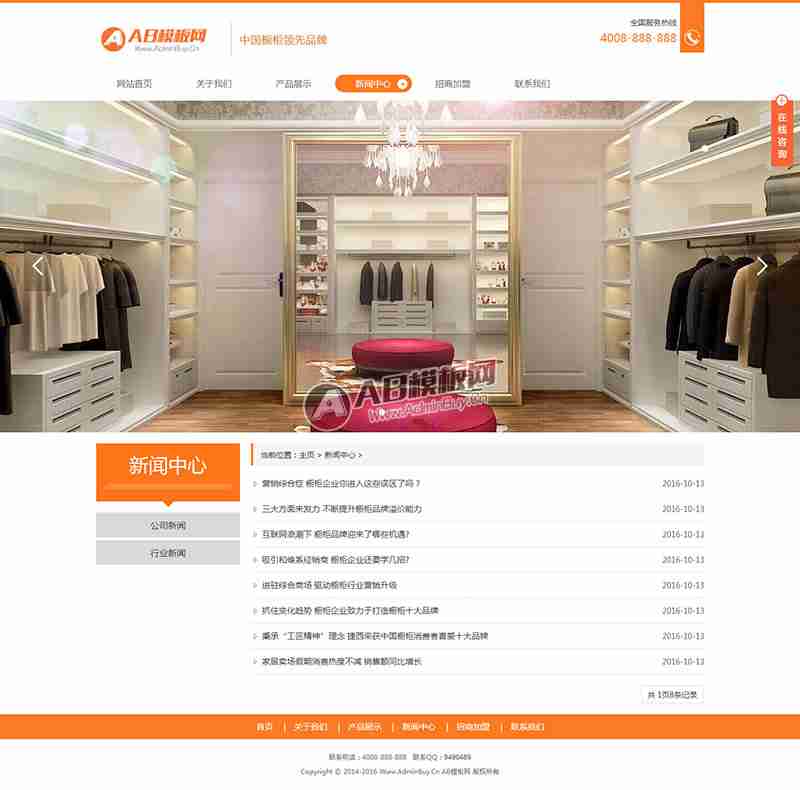 AB模板网
Www.AdminBuy.Cn
中国橱柜领先品牌
全国服务热线
4008-888-888
网站首页 关于我们 产品展示 新闻中心 招商加盟 联系我们
在线咨询
AB模板网
Www.AdminBuy.Cn
新闻中心
公司新闻
行业新闻
当前位置：主页 > 新闻中心 >
营销综合症 橱柜企业你进入这些误区了吗？ 2016-10-13
三大方面来发力 不断提升橱柜品牌溢价能力 2016-10-13
互联网浪潮下 橱柜品牌迎来了哪些机遇? 2016-10-13
吸引和维系经销商 橱柜企业还要学几招? 2016-10-13
进驻综合商场 驱动橱柜行业营销升级 2016-10-13
抓住变化趋势 橱柜企业致力于打造橱柜十大品牌 2016-10-13
秉承“工匠精神”理念 捷西荣获中国橱柜消费者喜爱十大品牌 2016-10-13
家居卖场假期消费热度不减 销售额同比增长 2016-10-13
共 1页8条记录
首页 | 关于我们 | 产品展示 | 新闻中心 | 招商加盟 | 联系我们
联系电话：4008-888-888 联系QQ：9490489
Copyright © 2014-2016 Www.AdminBuy.Cn AB模板网 版权所有